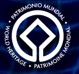 PATRIMONIO MUNDIAL
WORLD HERITAGE
PATRIMOINE MONDIAL